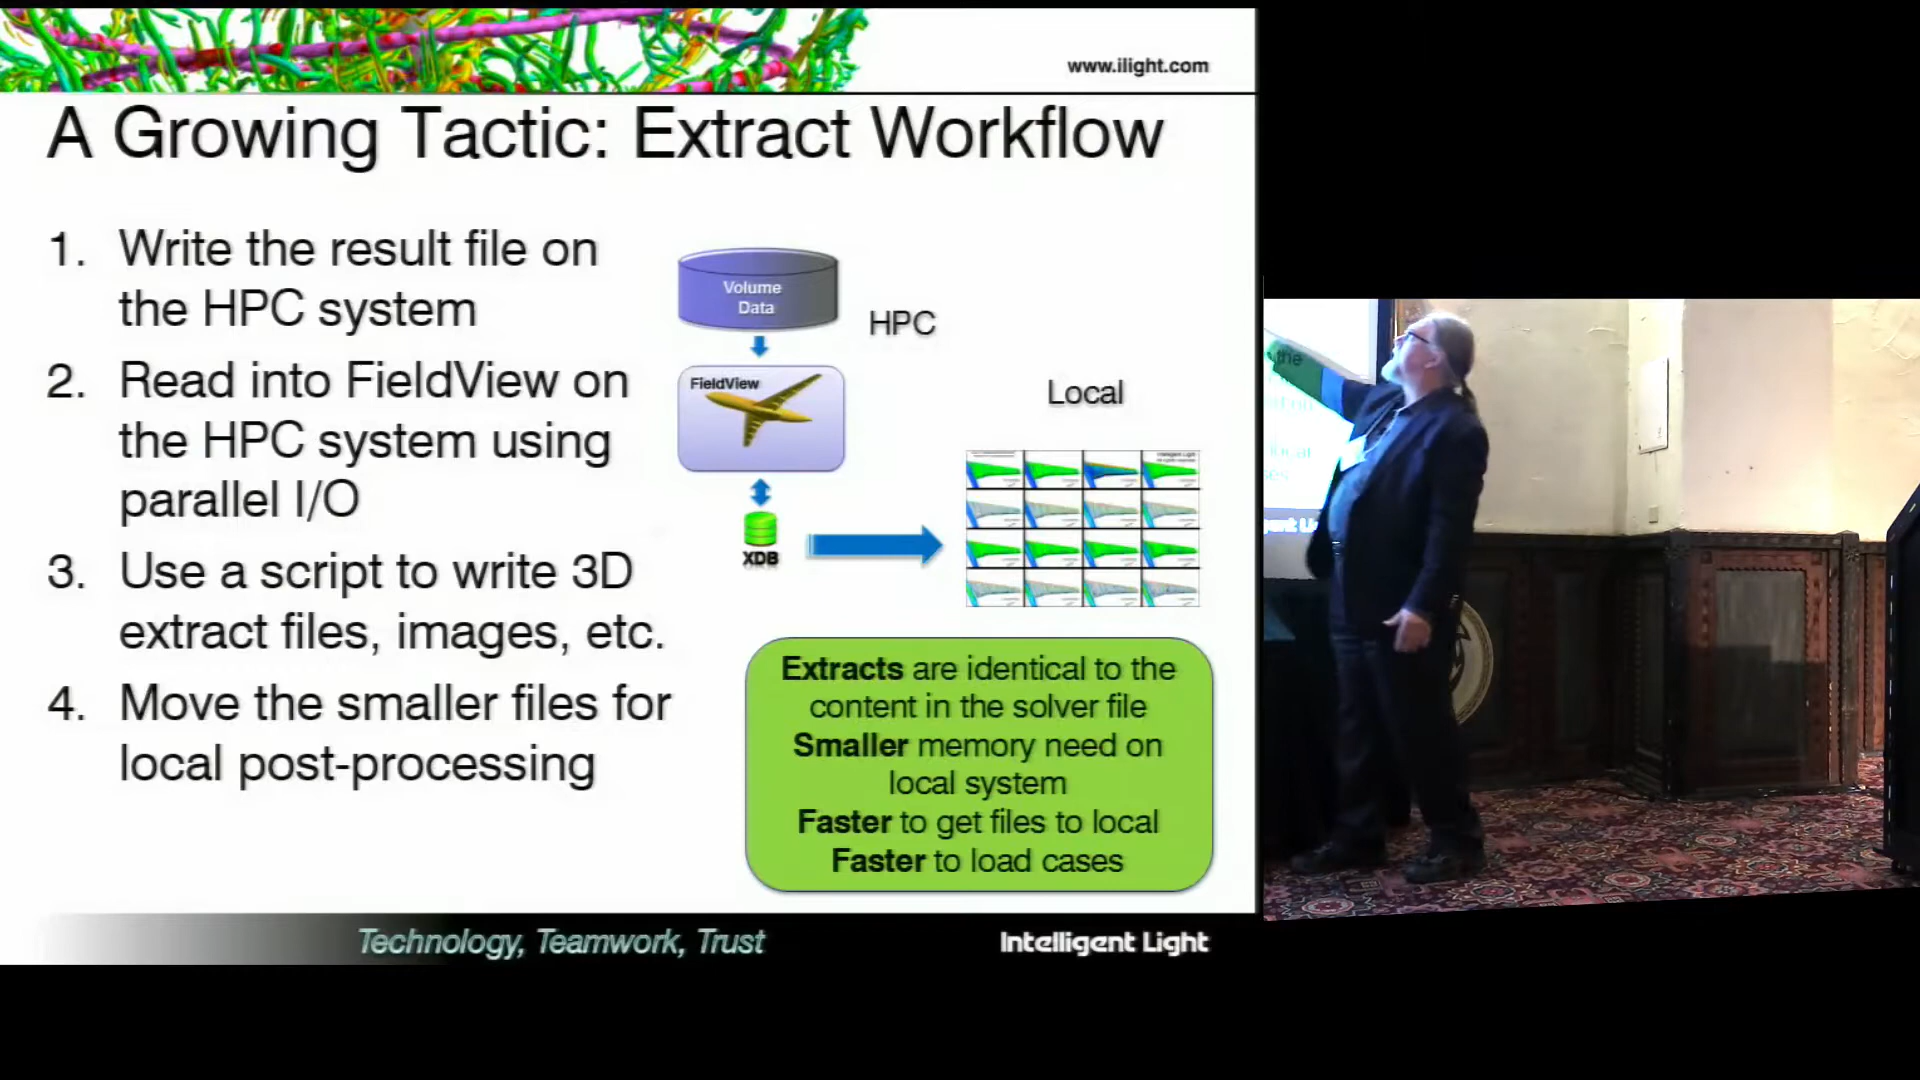 www.ilight.com
A Growing Tactic: Extract Workflow
1. Write the result file on
the HPC system
2. Read into FieldView on
the HPC system using
parallel I/O
3. Use a script to write 3D
extract files, images, etc.
4. Move the smaller files for
local post-processing
Volume
Data
HPC
FieldView
XDB
Local
Extracts are identical to the
content in the solver file
Smaller memory need on
local system
Faster to get files to local
Faster to load cases
Technology, Teamwork, Trust
Intelligent Light
the